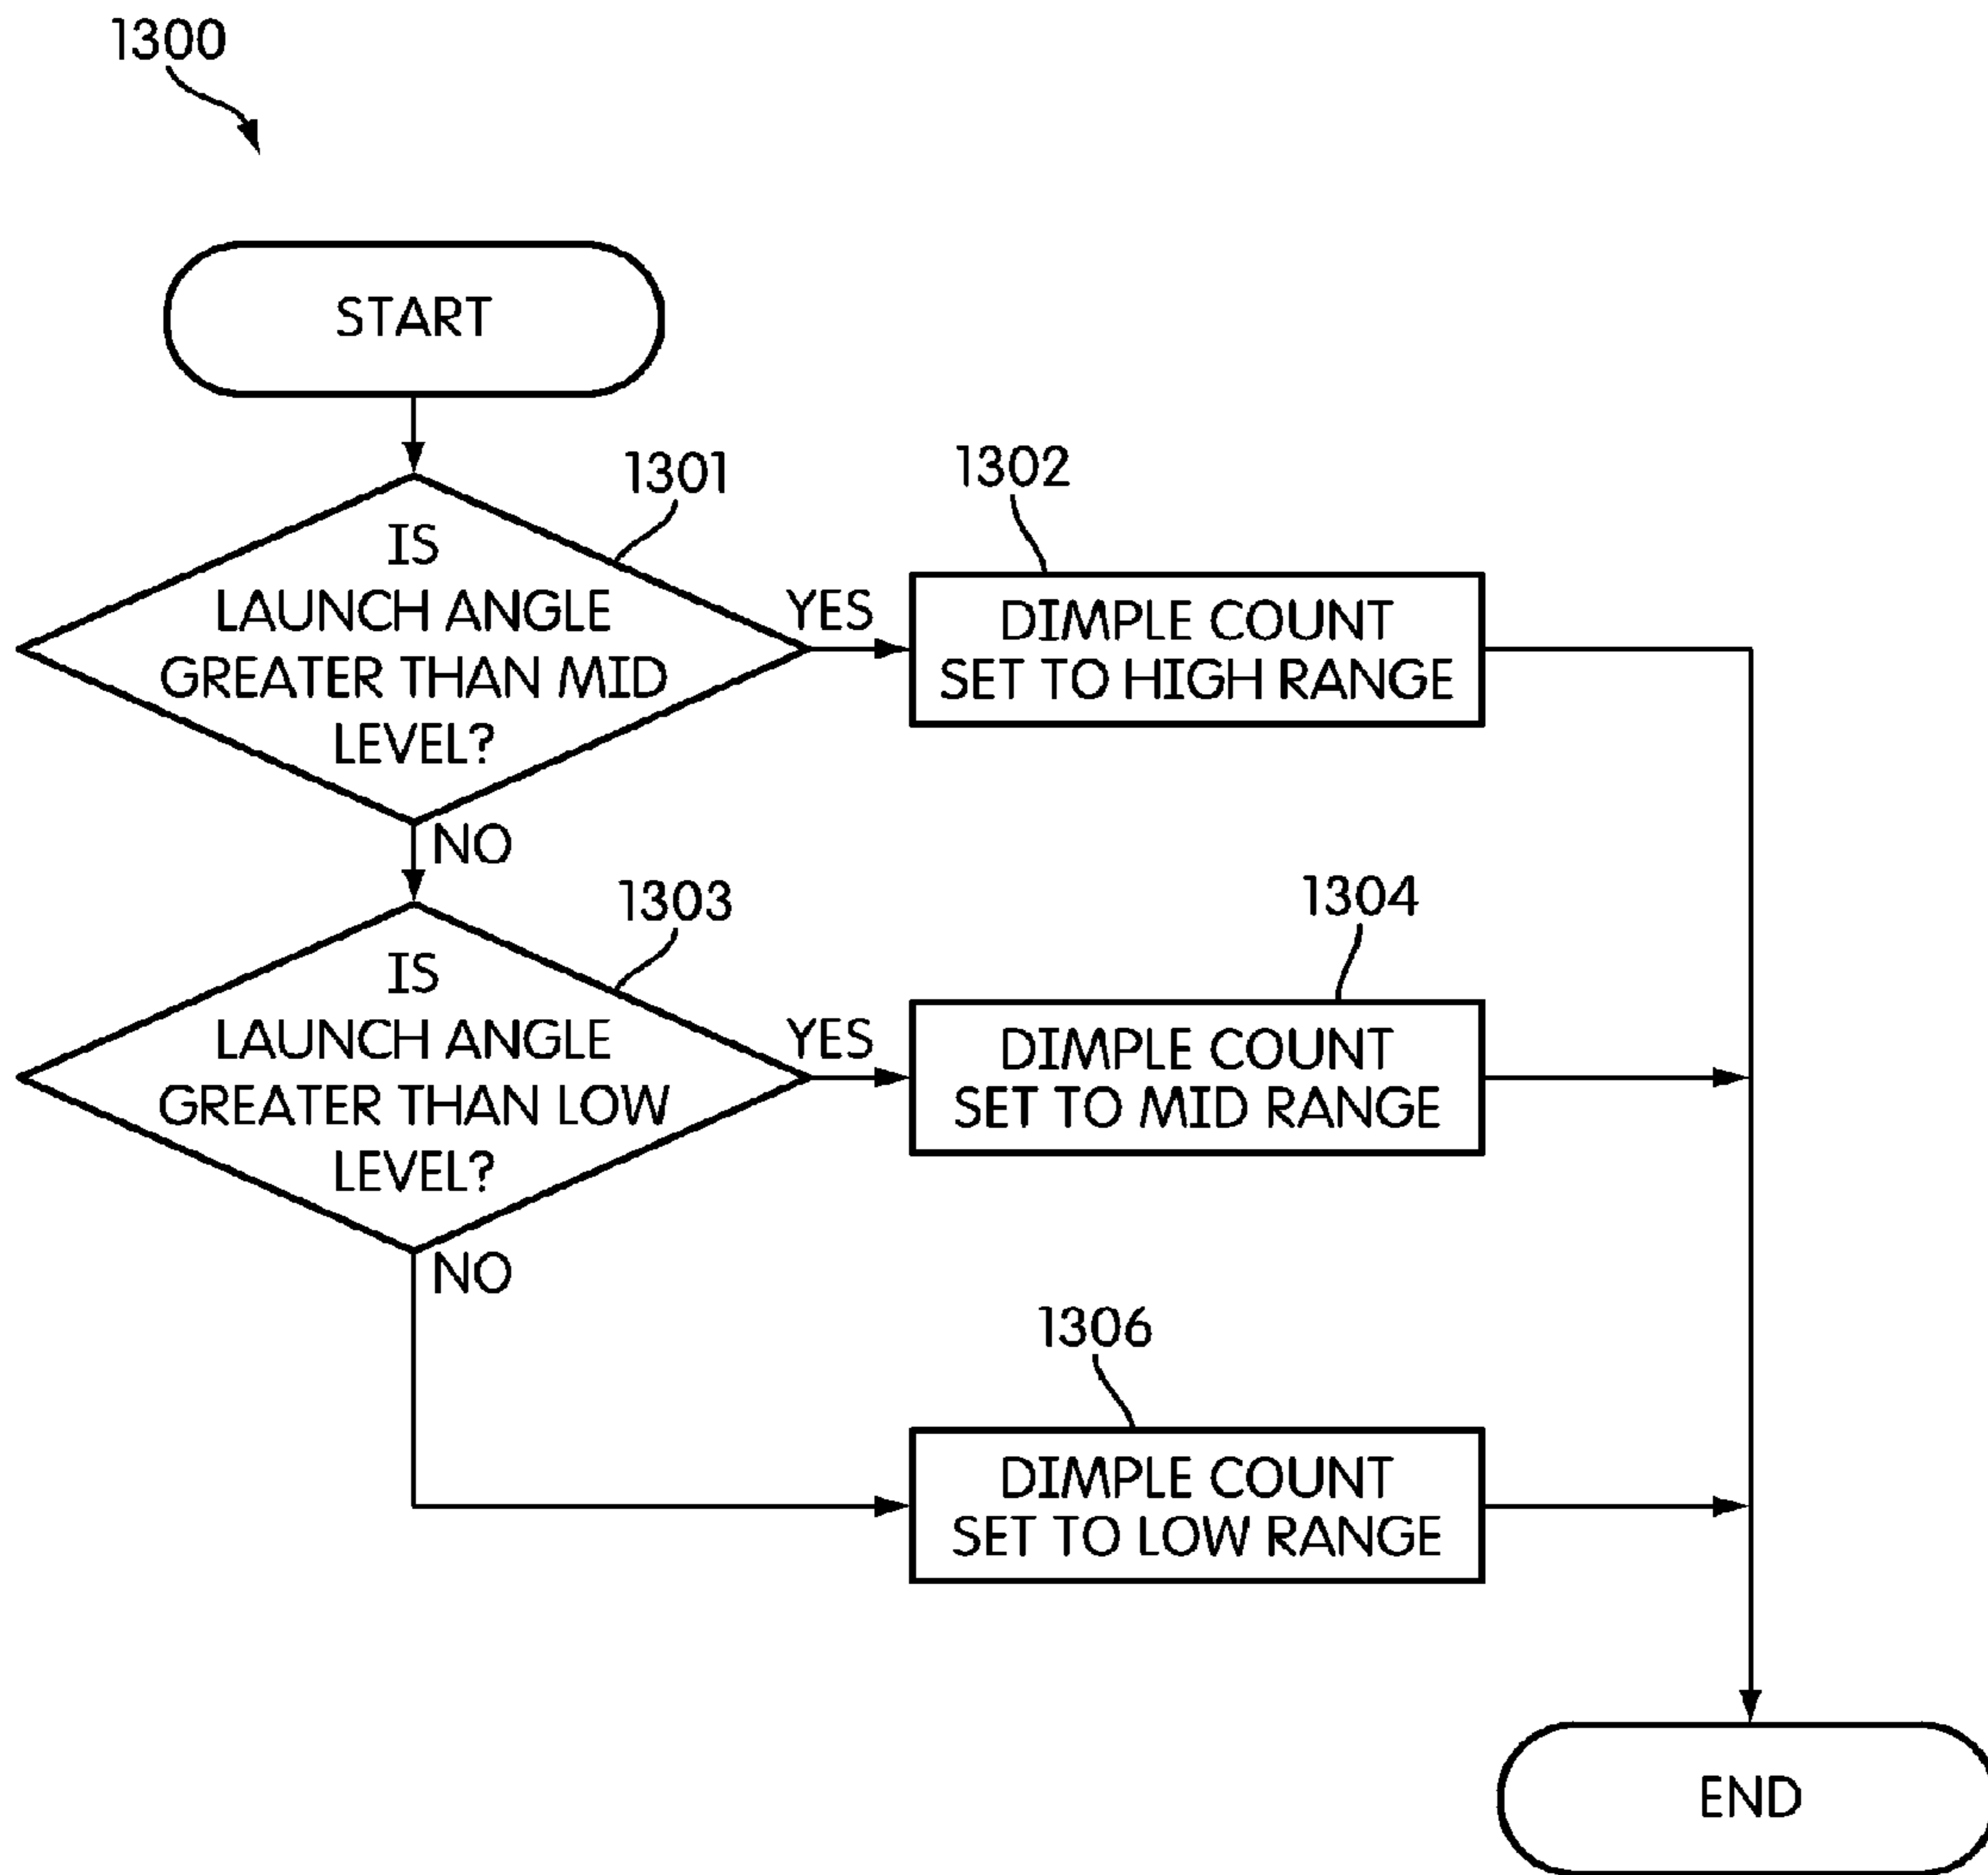 1300
START
1301
IS
LAUNCH ANGLE
GREATER THAN MID
LEVEL?
YES
1302
DIMPLE COUNT
SET TO HIGH RANGE
NO
1303
IS
LAUNCH ANGLE
GREATER THAN LOW
LEVEL?
YES
1304
DIMPLE COUNT
SET TO MID RANGE
NO
1306
DIMPLE COUNT
SET TO LOW RANGE
END